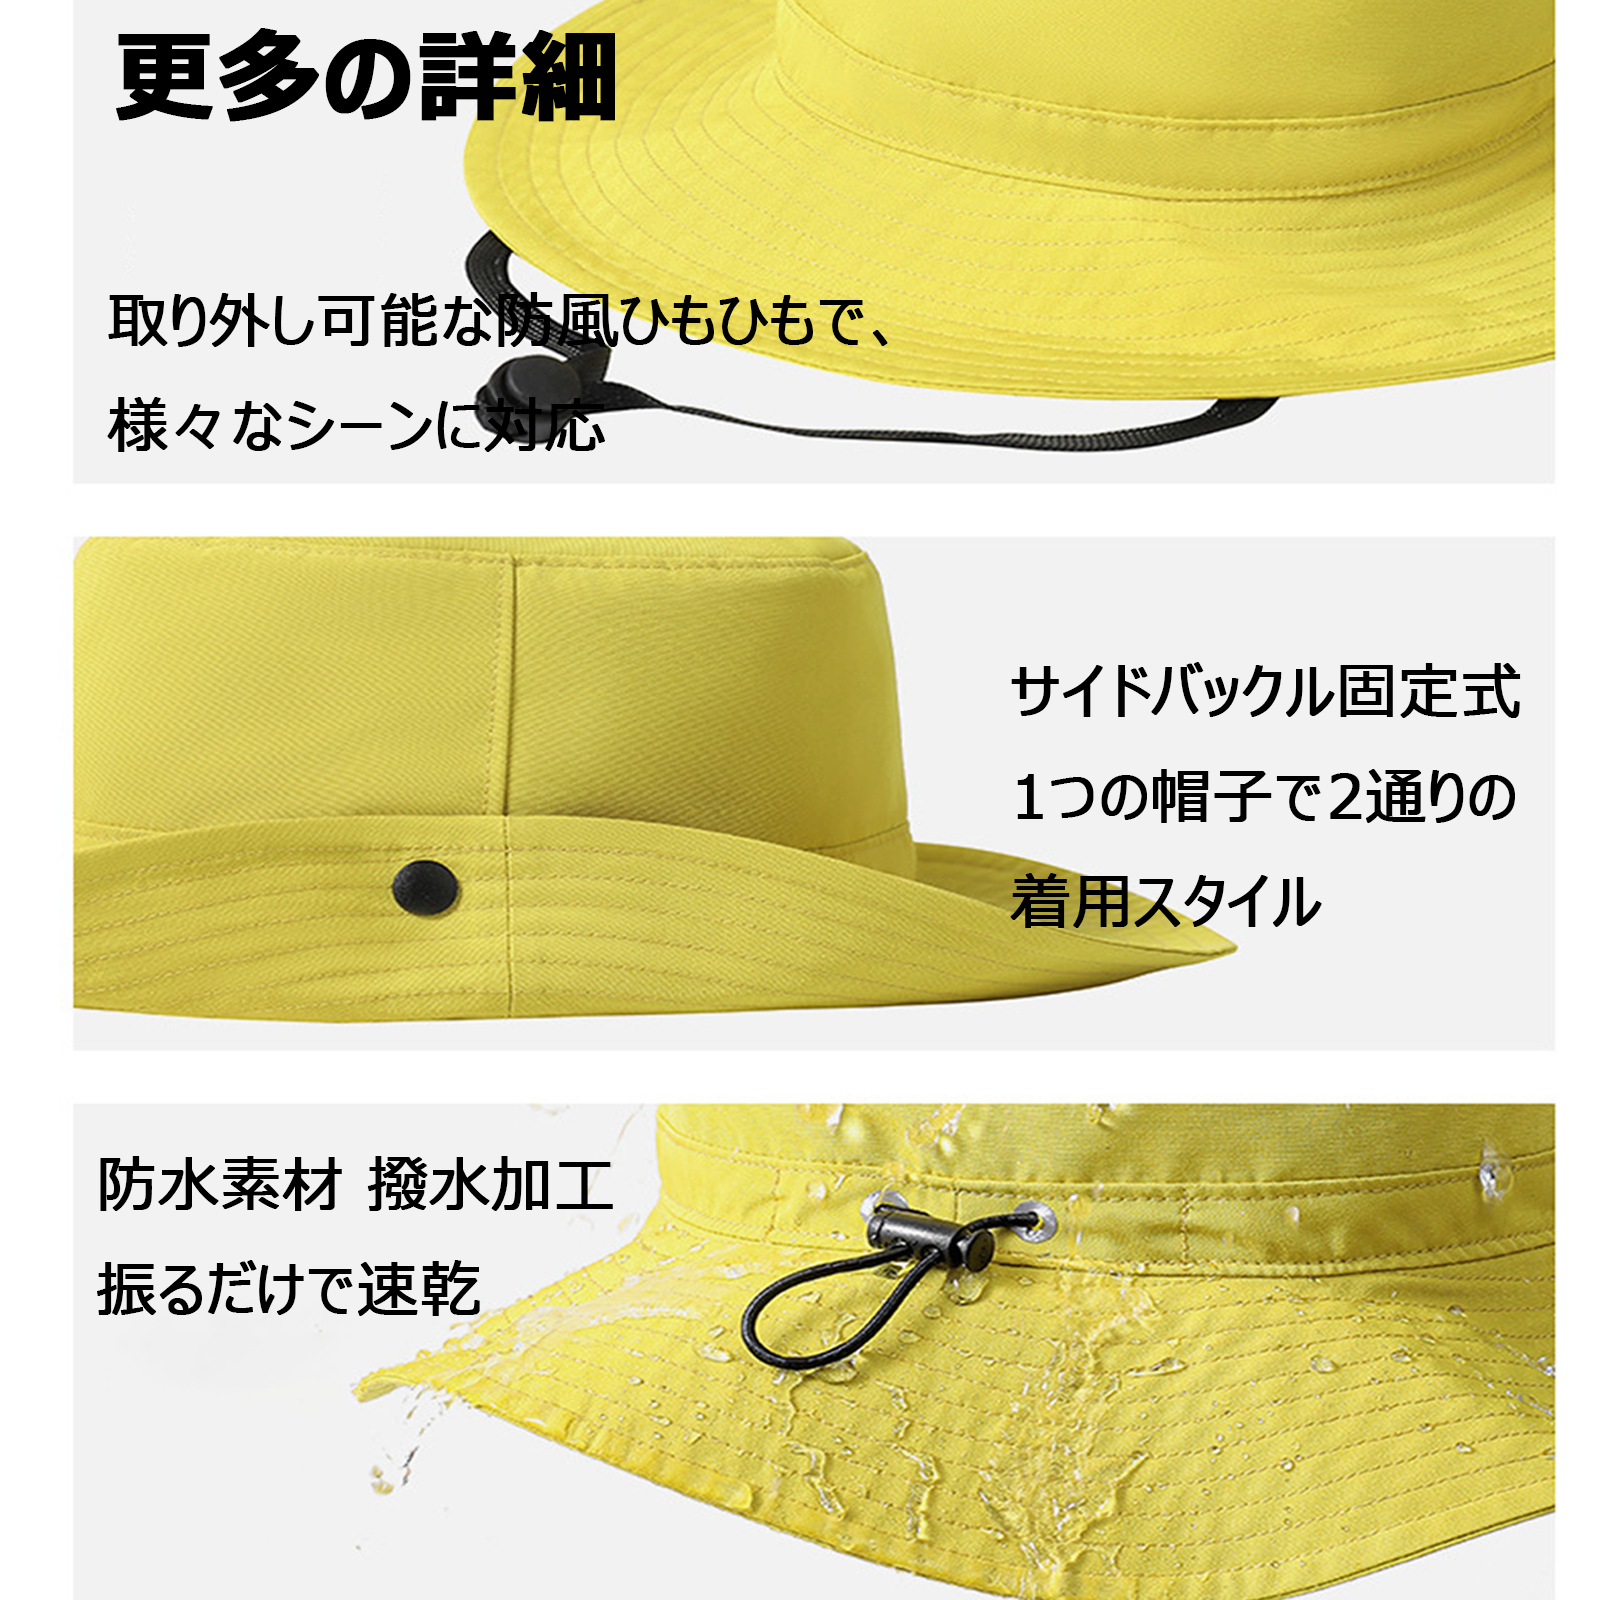 更多の詳細
取り外し可能な防風ひもひもで、
様々なシーンに対応
サイドバックル固定式
1つの帽子で2通りの
着用スタイル
防水素材 撥水加工
振るだけで速乾